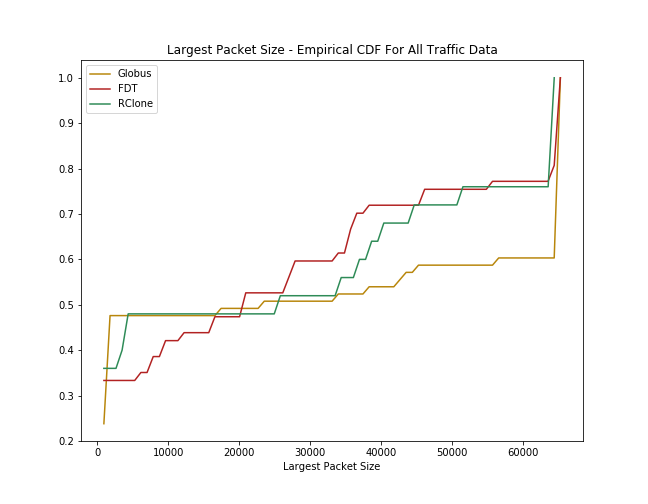 Largest Packet Size - Empirical CDF For All Traffic Data
Globus
FDT
RClone
1.0
0.9
0.8
0.7
0.6
0.5
0.4
0.3
0.2
0 10000 20000 30000 40000 50000 60000
Largest Packet Size